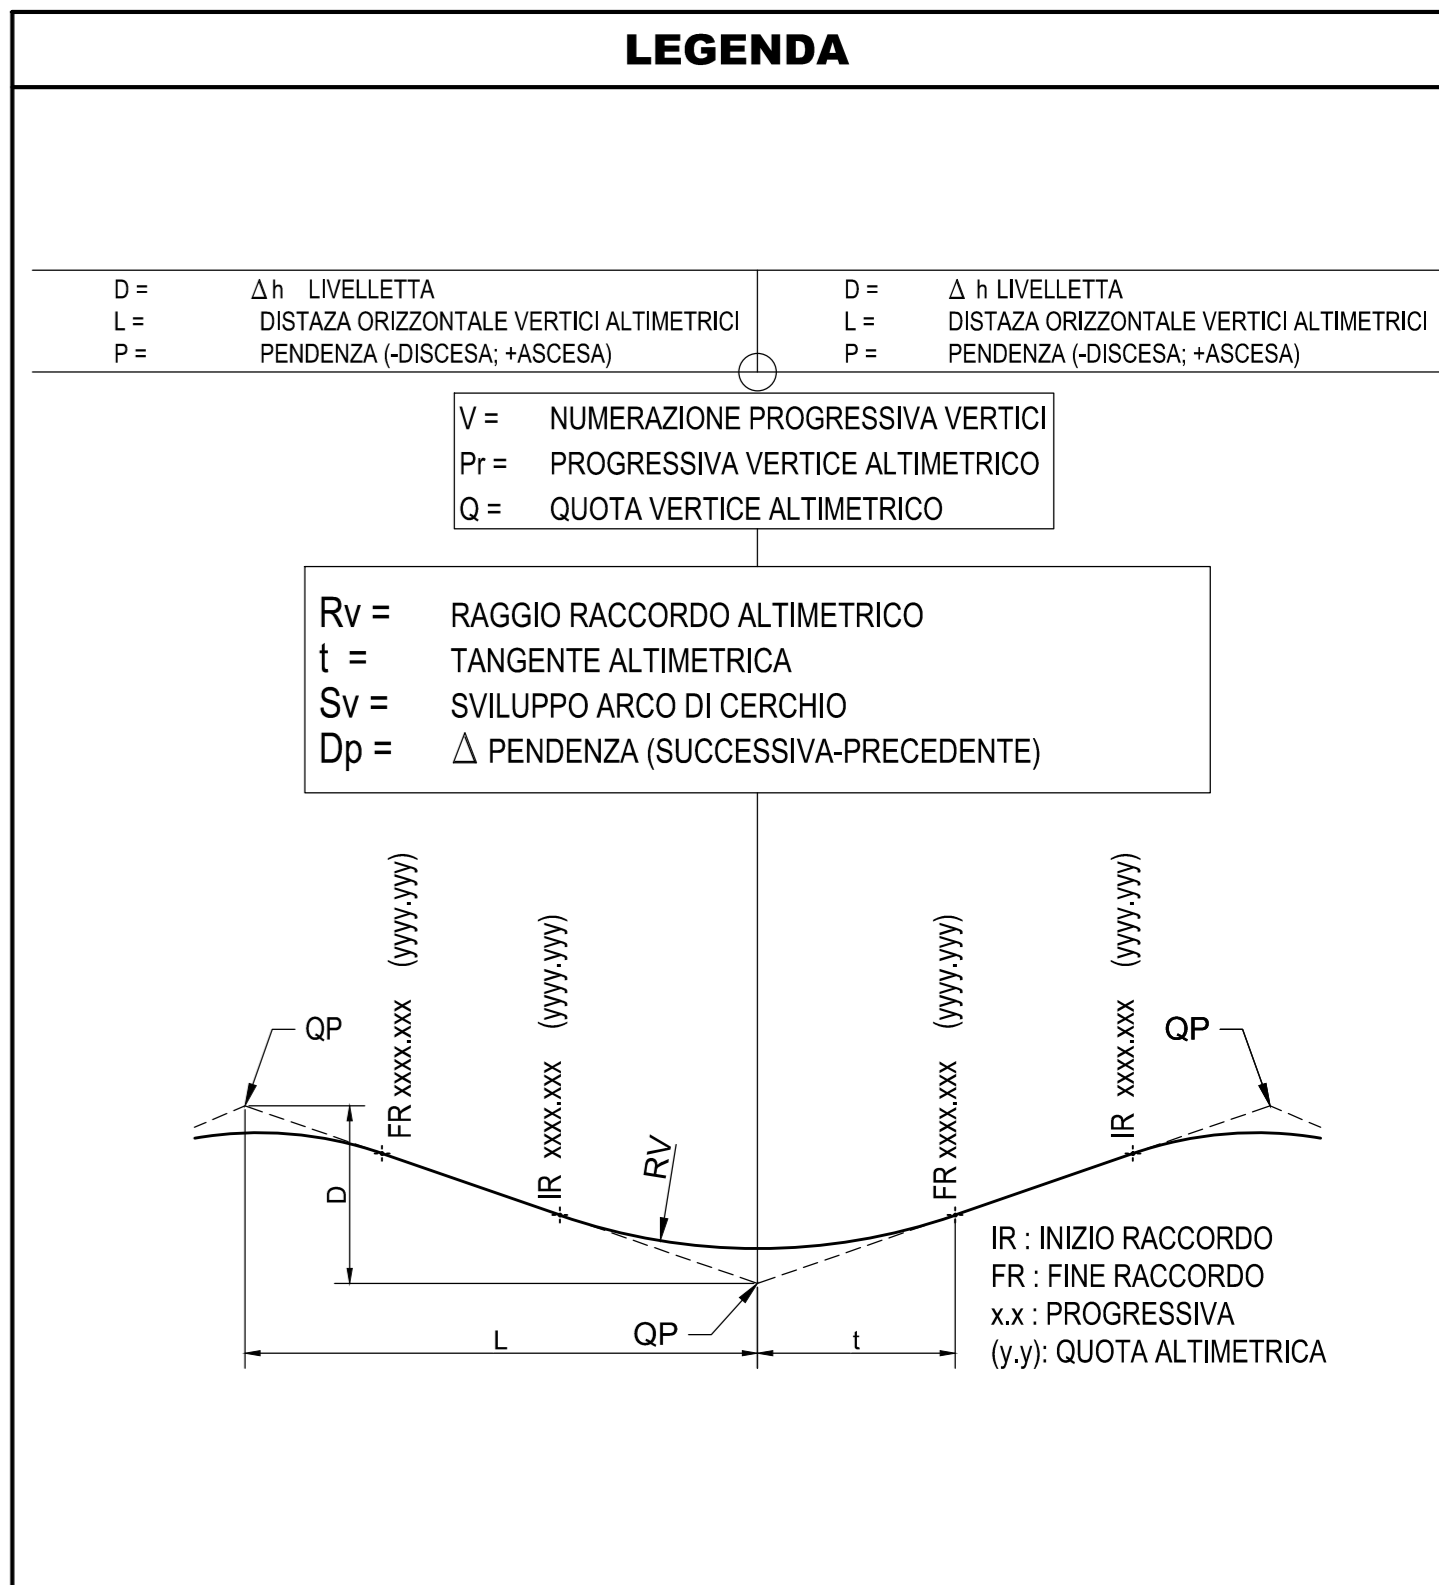 LEGENDA
D = Δ h LIVELLETTA
L = DISTAZA ORIZZONTALE VERTICI ALTIMETRICI
P = PENDENZA (-DISCESA; +ASCESA)
D = Δ h LIVELLETTA
L = DISTAZA ORIZZONTALE VERTICI ALTIMETRICI
P = PENDENZA (-DISCESA; +ASCESA)
V = NUMERAZIONE PROGRESSIVA VERTICI
Pr = PROGRESSIVA VERTICE ALTIMETRICO
Q = QUOTA VERTICE ALTIMETRICO
Rv = RAGGIO RACCORDO ALTIMETRICO
t = TANGENTE ALTIMETRICA
Sv = SVILUPPO ARCO DI CERCHIO
Dp = Δ PENDENZA (SUCCESSIVA-PRECEDENTE)
QP
FR xxxx.xxx (yyyy.yyy)
IR xxxx.xxx (yyyy.yyy)
FR xxxx.xxx (yyyy.yyy)
IR xxxx.xxx (yyyy.yyy)
QP
D
RV
QP
L
t
IR : INIZIO RACCORDO
FR : FINE RACCORDO
x.x : PROGRESSIVA
(y.y): QUOTA ALTIMETRICA